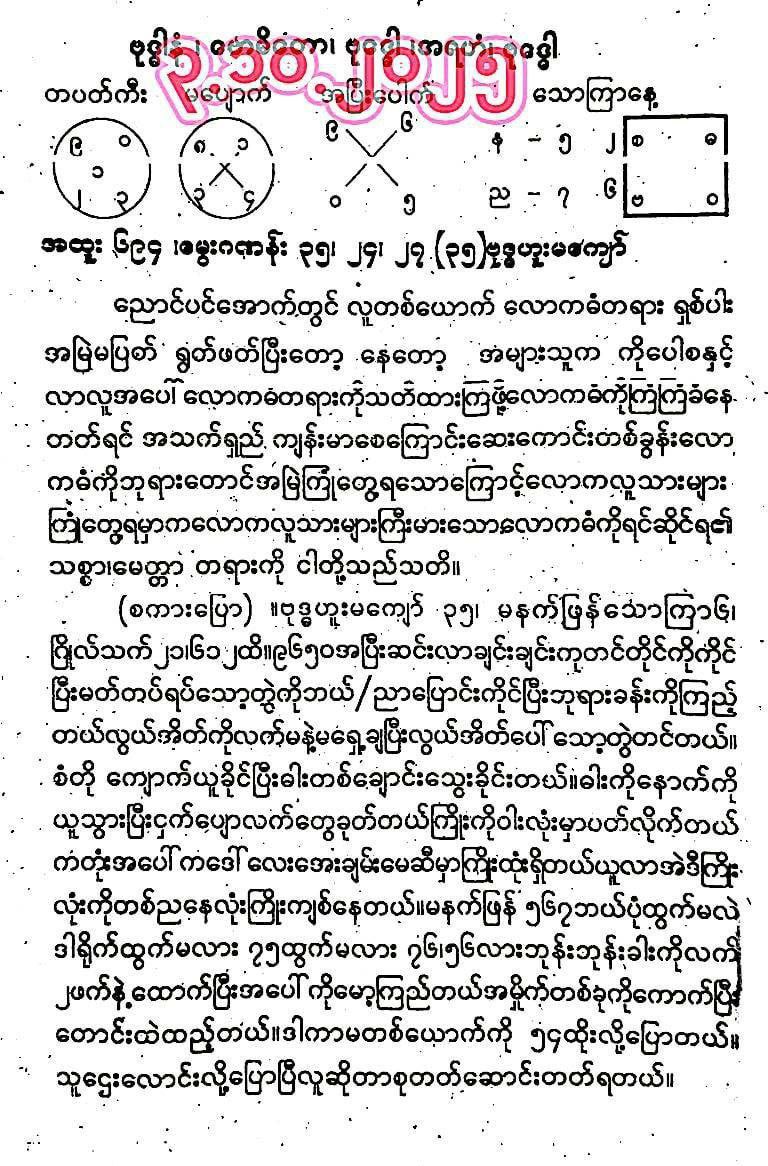 ဗုဒ္ဓါနံ ၊ ဗောဓိတော၊ ဗုဒ္ဓေါ ၊အရဟံ၊ ဗုဒ္ဓေါ
၃.၁၀.၂၀၂၅
တပတ်ကီး မပျောက် အပြီးပေါက် သောကြာနေ့
၉ ၀ ၈ ၁ ၉ ၆ န - ၅ ၂ စ ဓ
၁
၂ ၃ ၃ ၄ ၀ ၅ ည - ၇ ၆ ဗ ဝ
အထူး ၆၉၄ ၊မွေးဂဏန်း ၃၅၊ ၂၄၊ ၂၇ (၃၅)ဗုဒ္ဓဟူးမကျော်
ညောင်ပင်အောက်တွင် လူတစ်ယောက် လောကဓံတရား ရှစ်ပါး
အမြဲမပြတ် ရွတ်ဖတ်ပြီးတော့ နေတော့ အများသူက ကိုပေါစနှင့်
လာလူအပေါ် လောကဓံတရားကိုသတိထားကြဖို့လောကဓံကိုကြံကြံခံနေ
တတ်ရင် အသက်ရှည် ကျန်းမာစေကြောင်းဆေးကောင်းတစ်ခွန်းလော
ကဓံကိုဘုရားတောင်အမြဲကြုံတွေ့ရသောကြောင့်လောကလူသားများ
ကြုံတွေ့ရမှာကလောကလူသားများကြီးမားသောလောကဓံကိုရင်ဆိုင်ရ၏
သစ္စာ၊မေတ္တာ တရားကို ငါတို့သည်သတိ။
(စကားပြော) ။ဗုဒ္ဓဟူးမကျော် ၃၅၊ မနက်ဖြန်သောကြာ၆၊
ဂြိုလ်သက်၂၁၊၆၁၂ထိ။၉၆၅၀အပြီးဆင်းလာချင်းချင်းကုတင်တိုင်ကိုကိုင်
ပြီးမတ်တပ်ရပ်သော့တွဲကိုဘယ်/ညာပြောင်းကိုင်ပြီးဘုရားခန်းကိုကြည့်
တယ်လွယ်အိတ်ကိုလက်မနဲ့မရှေ့ချပြီးလွယ်အိတ်ပေါ်သော့တွဲတင်တယ်။
စံတို ကျောက်ယူခိုင်ပြီးဓါးတစ်ချောင်းသွေးခိုင်းတယ်။ဓါးကိုနောက်ကို
ယူသွားပြီးငှက်ပျောလက်တွေခုတ်တယ်ကြိုးကိုဝါးလုံးမှာပတ်လိုက်တယ်
ကတုံးအပေါ် ကဒေါ်လေးအေးချမ်းမေဆီမှာကြိုးထုံးရှိတယ်ယူလာအဲဒီကြိုး
လုံးကိုတစ်ညနေလုံးကြိုးကျစ်နေတယ်။မနက်ဖြန် ၅၆၇ဘယ်ပုံထွက်မလဲ
ဒါရိုက်ထွက်မလား ၇၅ထွက်မလား ၇၆၊၅၆လားဘုန်းဘုန်းခါးကိုလက်
၂ဖက်နဲ့ထောက်ပြီးအပေါ်ကိုမော့ကြည်တယ်အမှိုက်တစ်ခုကိုကောက်ပြီး
တောင်းထဲထည့်တယ်။ဒါကာမတစ်ယောက်ကို ၅၄ထိုးလို့ပြောတယ်။
သူဌေးလောင်းလို့ပြောပြီလူဆိုတာစုတတ်ဆောင်းတတ်ရတယ်။